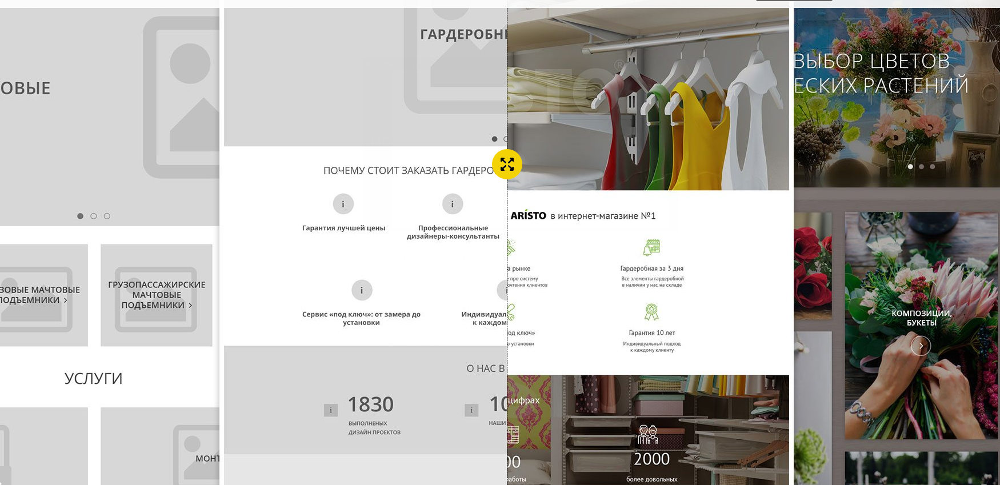 ОВЫЕ
ЗОВЫЕ МАЧТОВЫЕ
ПОДЪЕМНИКИ
ГРУЗОПАССАЖИРСКИЕ
МАЧТОВЫЕ
ПОДЪЕМНИКИ
УСЛУГИ
МОНТ
ГАРДЕРОБН
ПОЧЕМУ СТОИТ ЗАКАЗАТЬ ГАРДЕРО
i
i
Гарантия лучшей цены
Профессиональные
дизайнеры-консультанты
i
Сервис «под ключ»: от замера до
установки
Индивидуал
к каждом
О НАС В
i
1830
ВЫПОЛНЕНЫХ
ДИЗАЙН ПРОЕКТОВ
i
10
НАШИ
ARISTO в интернет-магазине №1
а рынке
е про систему
очтения клиентов
Гардеробная за 3 дня
Все элементы гардеробной
в наличии у нас на складе
од ключ»
о установки
Гарантия 10 лет
Индивидуальный подход
к каждому клиенту
цифрах
00
работы
2000
более довольных
ВЫБОР ЦВЕТОВ
ЕСКИХ РАСТЕНИЙ
КОМПОЗИЦИИ,
БУКЕТЫ